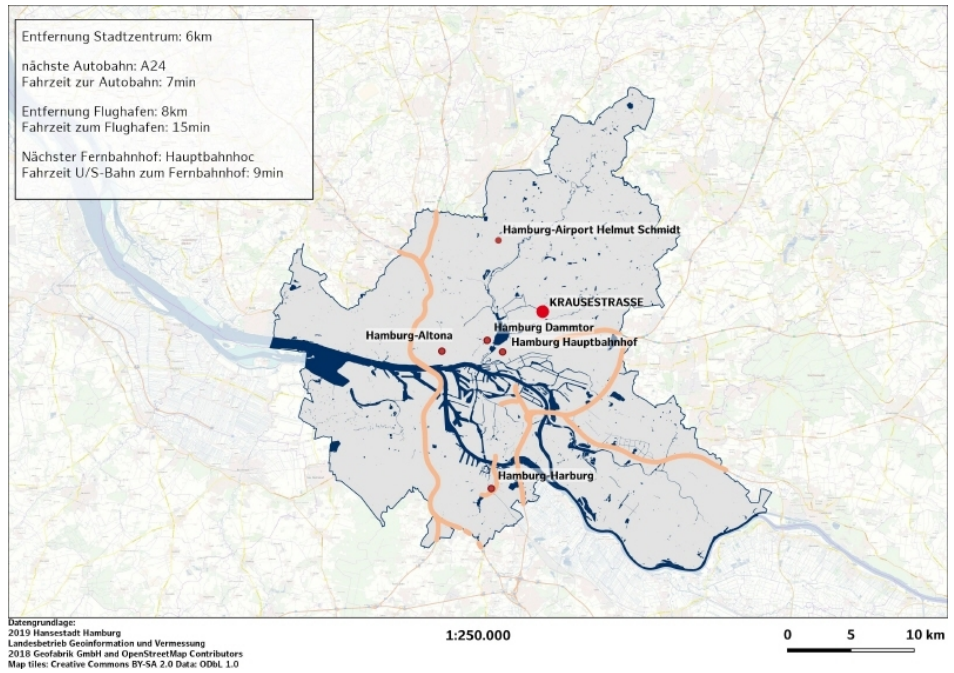 Entfernung Stadtzentrum: 6km
nächste Autobahn: A24
Fahrzeit zur Autobahn: 7min
Entfernung Flughafen: 8km
Fahrzeit zum Flughafen: 15min
Nächster Fernbahnhof: Hauptbahnhoc
Fahrzeit U/S-Bahn zum Fernbahnhof: 9min
Hamburg-Airport Helmut Schmidt
KRAUSESTRASSE
Hamburg Dammtor
Hamburg-Altona
Hamburg Hauptbahnhof
Hamburg-Harburg
Datengrundlage:
2019 Hansestadt Hamburg
Landesbetrieb Geoinformation und Vermessung
2018 Geofabrik GmbH and OpenStreetMap Contributors
Map tiles: Creative Commons BY-SA 2.0 Data: ODbL 1.0
1:250.000
0 5 10 km